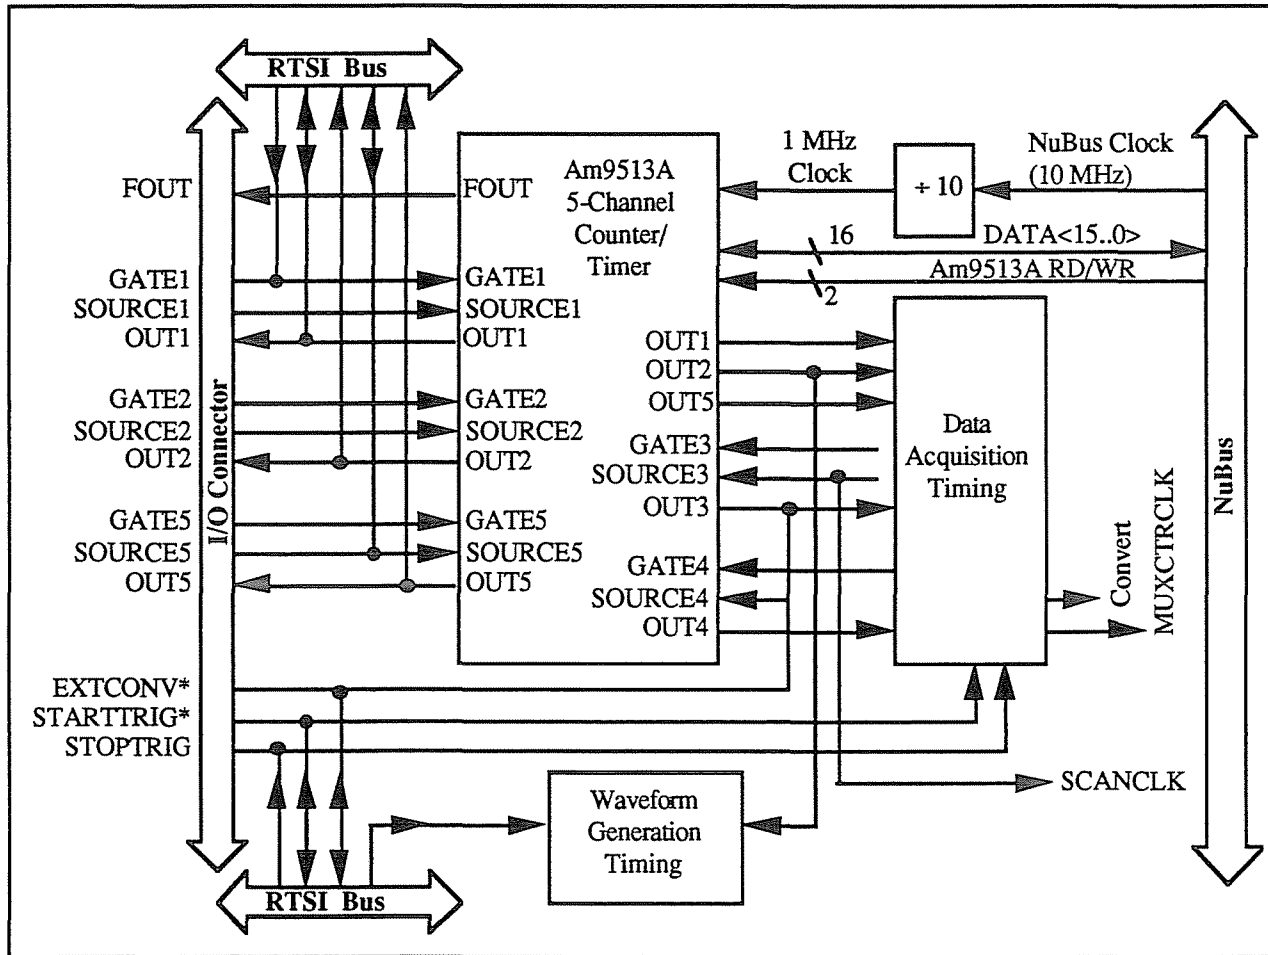 RTSI Bus
I/O Connector
FOUT
GATE1
SOURCE1
OUT1
GATE2
SOURCE2
OUT2
GATE5
SOURCE5
OUT5
EXTCONV*
STARTTRIG*
STOPTRIG
Am9513A
5-Channel
Counter/
Timer
FOUT
GATE1
SOURCE1
OUT1
GATE2
SOURCE2
OUT2
GATE5
SOURCE5
OUT5
OUT1
OUT2
OUT5
GATE3
SOURCE3
OUT3
GATE4
SOURCE4
OUT4
1 MHz
Clock
÷ 10
NuBus Clock
(10 MHz)
16
DATA<15..0>
Am9513A RD/WR
2
Data
Acquisition
Timing
Convert
MUXCTRCLK
NuBus
SCANCLK
Waveform
Generation
Timing
RTSI Bus